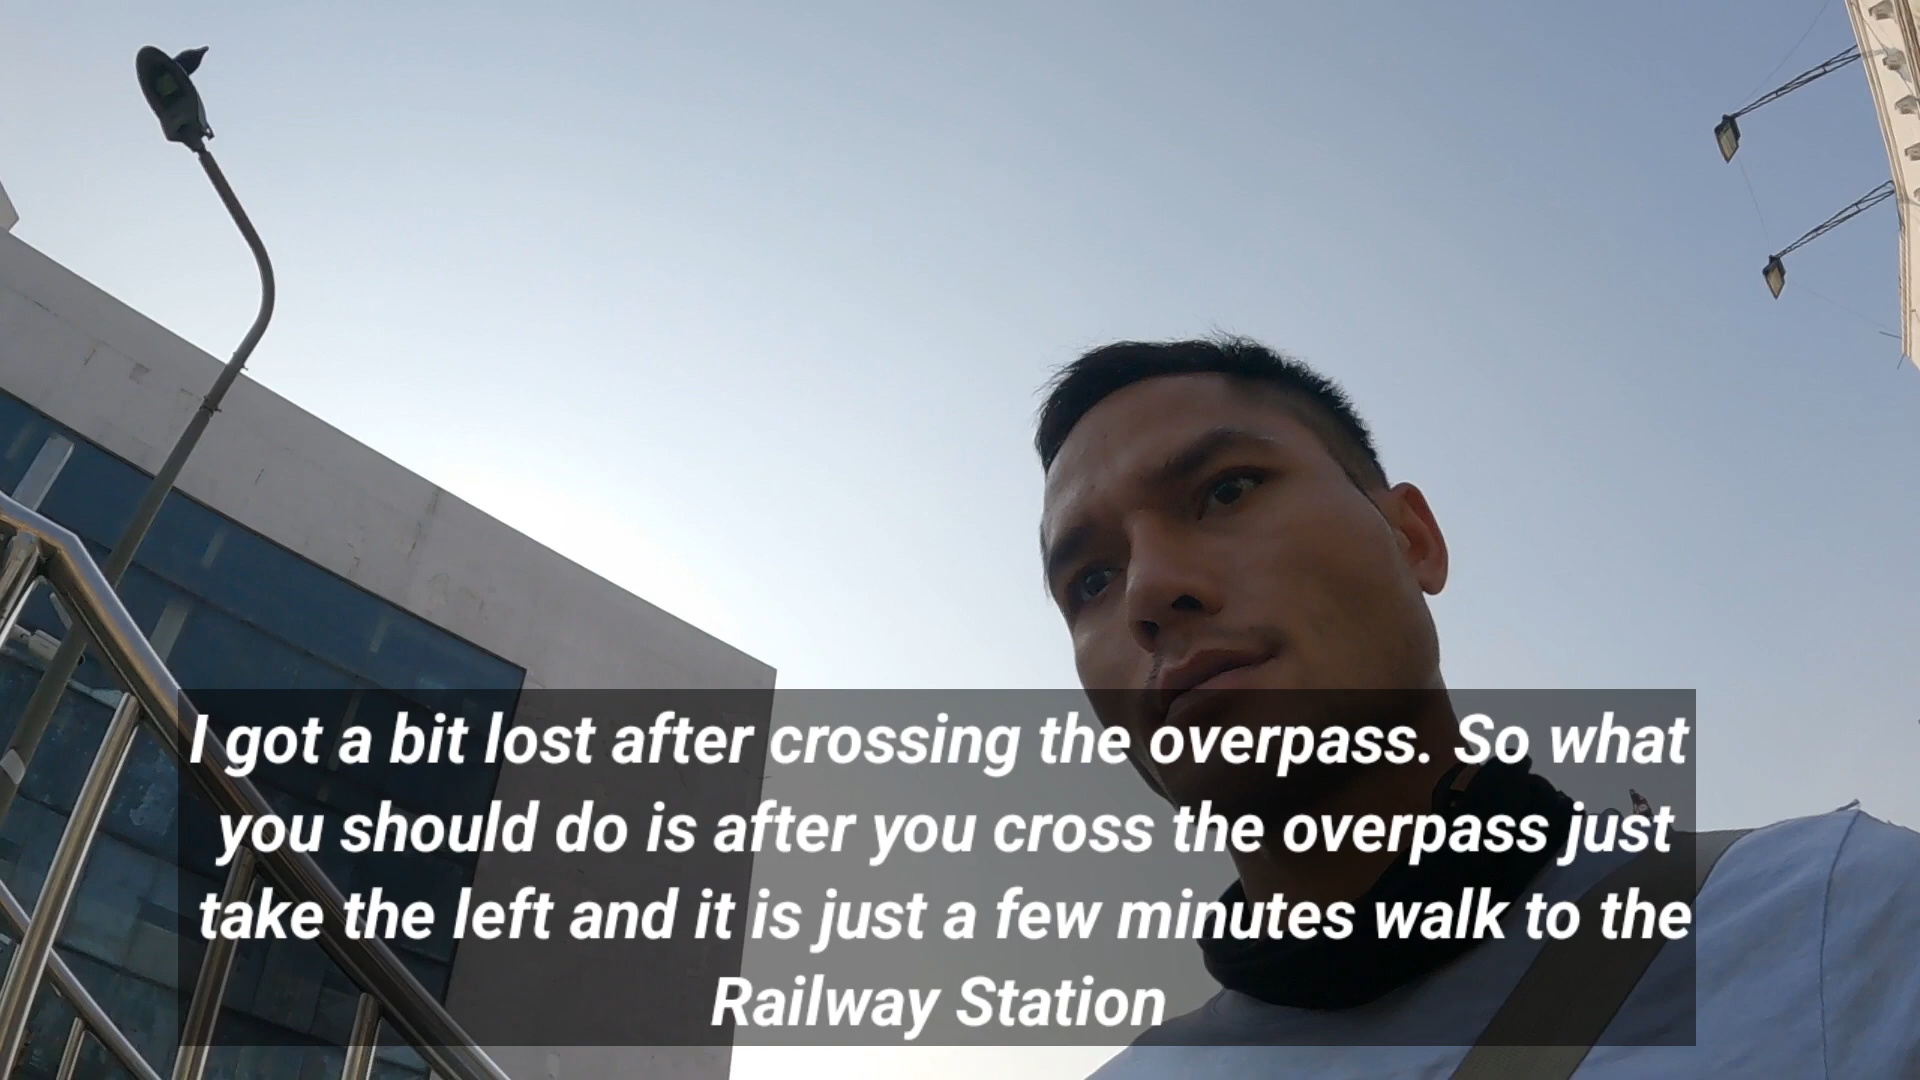 I got a bit lost after crossing the overpass. So what
you should do is after you cross the overpass just
take the left and it is just a few minutes walk to the
Railway Station